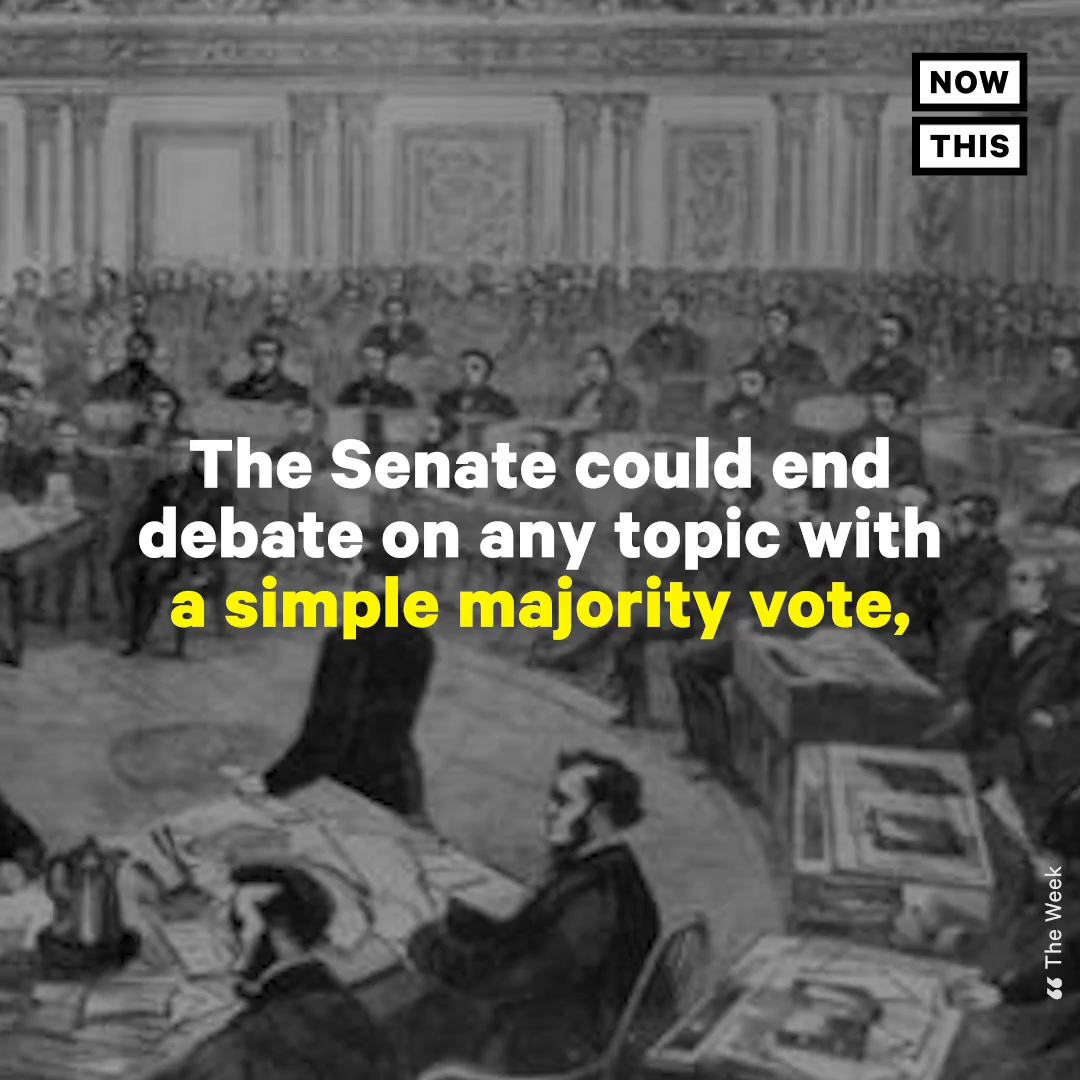 NOW
THIS
The Senate could end
debate on any topic with
a simple majority vote,
❝ The Week